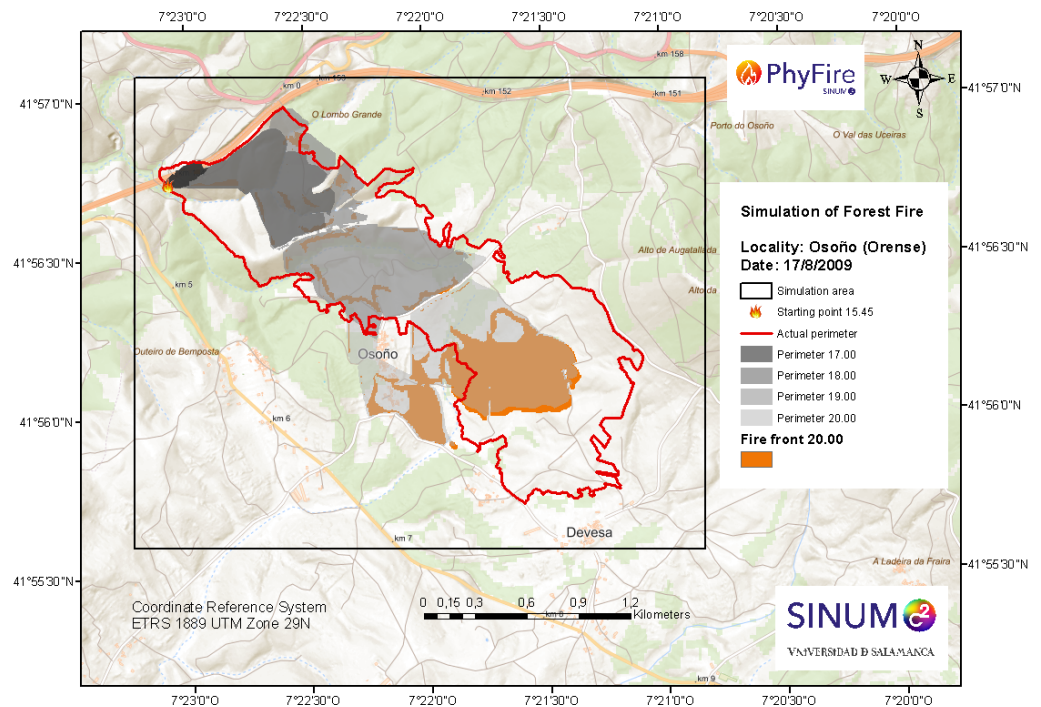 7°23'0"O 7°22'30"O 7°22'0"O 7°21'30"O 7°21'0"O 7°20'30"O 7°20'0"O
km 158
km 0
km 153
km 152
km 151
PhyFire
SINUM
N
W E
S
41°57'0"N
41°57'0"N
O Lombo Grande
Porto do Osoño
O Val das Uceiras
Simulation of Forest Fire
Locality: Osoño (Orense)
Date: 17/8/2009
Simulation area
Starting point 15.45
Actual perimeter
Perimeter 17.00
Perimeter 18.00
Perimeter 19.00
Perimeter 20.00
Fire front 20.00
41°56'30"N
41°56'30"N
Alto de Augatallada
Alto da
km 5
Outeiro de Bemposta
Osoño
41°56'0"N
41°56'0"N
km 6
km 7
Devesa
A Ladeira da Fraira
41°55'30"N
41°55'30"N
Coordinate Reference System
ETRS 1889 UTM Zone 29N
0 0,15 0,3 0,6 0,9 1,2
Kilometers
km 8
SINUM c2
VNiVERSIDAD D SALAMANCA
km 9
7°23'0"O 7°22'30"O 7°22'0"O 7°21'30"O 7°21'0"O 7°20'30"O 7°20'0"O